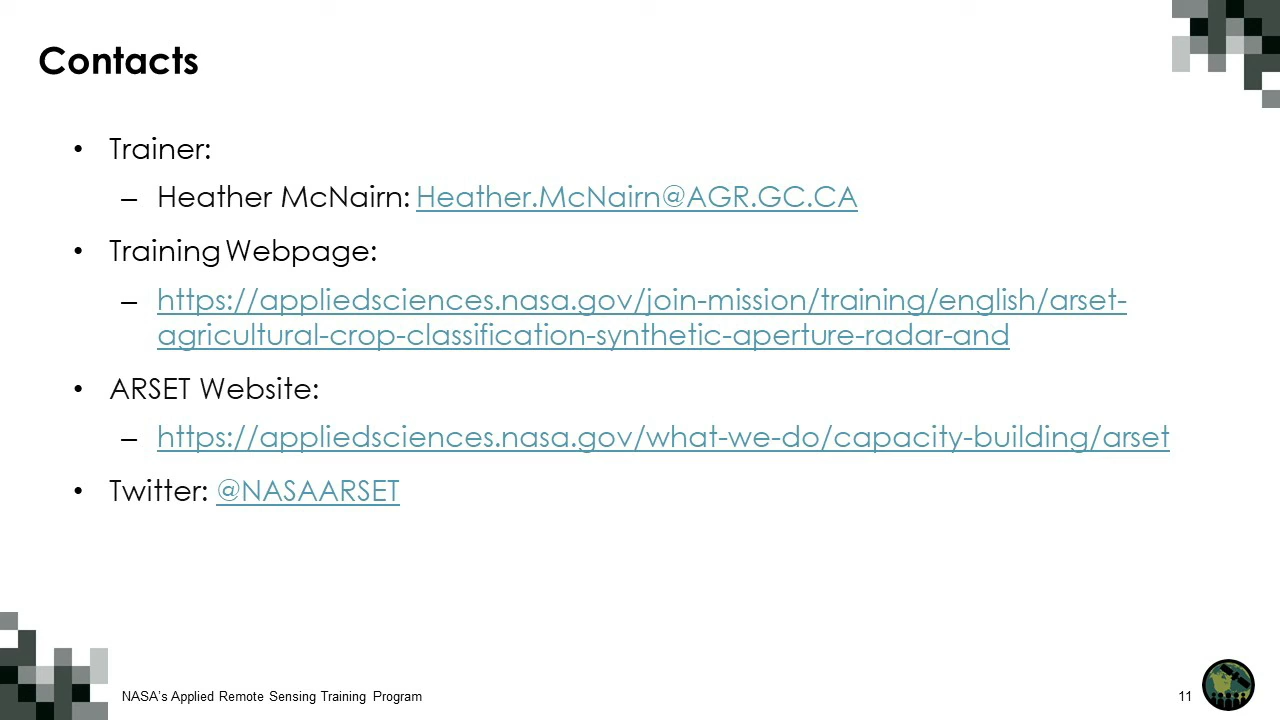 Contacts
• Trainer:
– Heather McNairn: Heather.McNairn@AGR.GC.CA
• Training Webpage:
– https://appliedsciences.nasa.gov/join-mission/training/english/arset-
agricultural-crop-classification-synthetic-aperture-radar-and
• ARSET Website:
– https://appliedsciences.nasa.gov/what-we-do/capacity-building/arset
• Twitter: @NASAARSET
NASA's Applied Remote Sensing Training Program
11